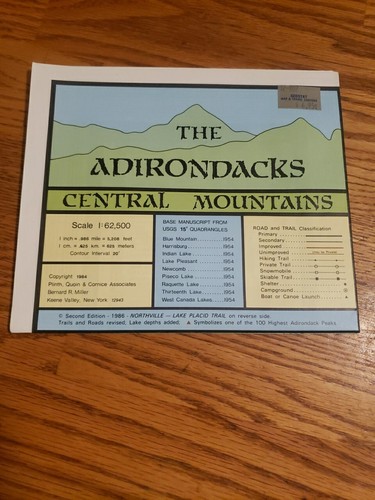 THE
ADIRONDACKS
CENTRAL MOUNTAINS
Scale 1:62,500
1 inch = .986 mile = 5,208 feet
1 cm. = .625 km. = 625 meters
Contour Interval 20'
Copyright 1984
Plimm, Quon & Cornice Associates
Bernard R. Miller
Keene Valley, New York 12943
BASE MANUSCRIPT FROM
USGS 15' QUADRANGLES
Blue Mountain 1954
Harrisburg 1954
Indian Lake 1954
Lake Pleasant 1954
Newcomb 1954
Piseco Lake 1954
Raquette Lake 1954
Thirteenth Lake 1954
West Canada Lakes 1954
ROAD and TRAIL Classification
Primary
Secondary
Improved
Unimproved
Hiking Trail
Private Trail
Snowmobile
Skiable Trail
Shelter
Campground
Boat or Canoe Launch
© Second Edition - 1986 - NORTHVILLE — LAKE PLACID TRAIL on reverse side.
Trails and Roads revised; Lake depths added; ▲ Symbolizes one of the 100 Highest Adirondack Peaks.